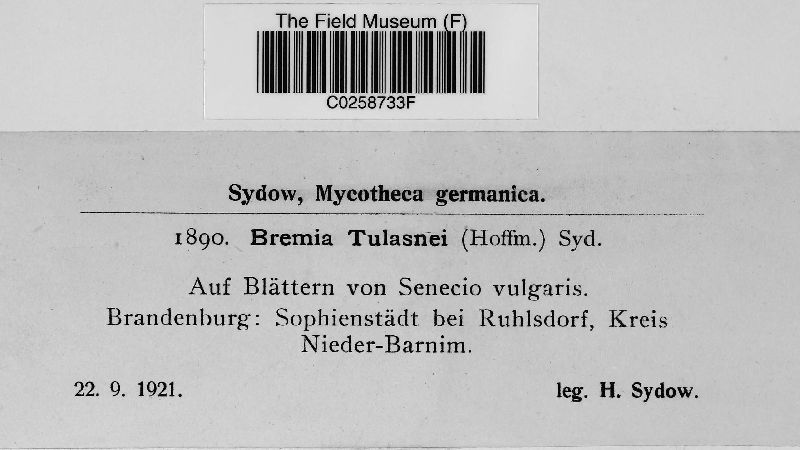 The Field Museum (F)
C0258733F
Sydow, Mycotheca germanica.
1890. Bremia Tulasnei (Hoffm.) Syd.
Auf Blättern von Senecio vulgaris.
Brandenburg: Sophienstädt bei Ruhlsdorf, Kreis
Nieder-Barnim.
22. 9. 1921. leg. H. Sydow.